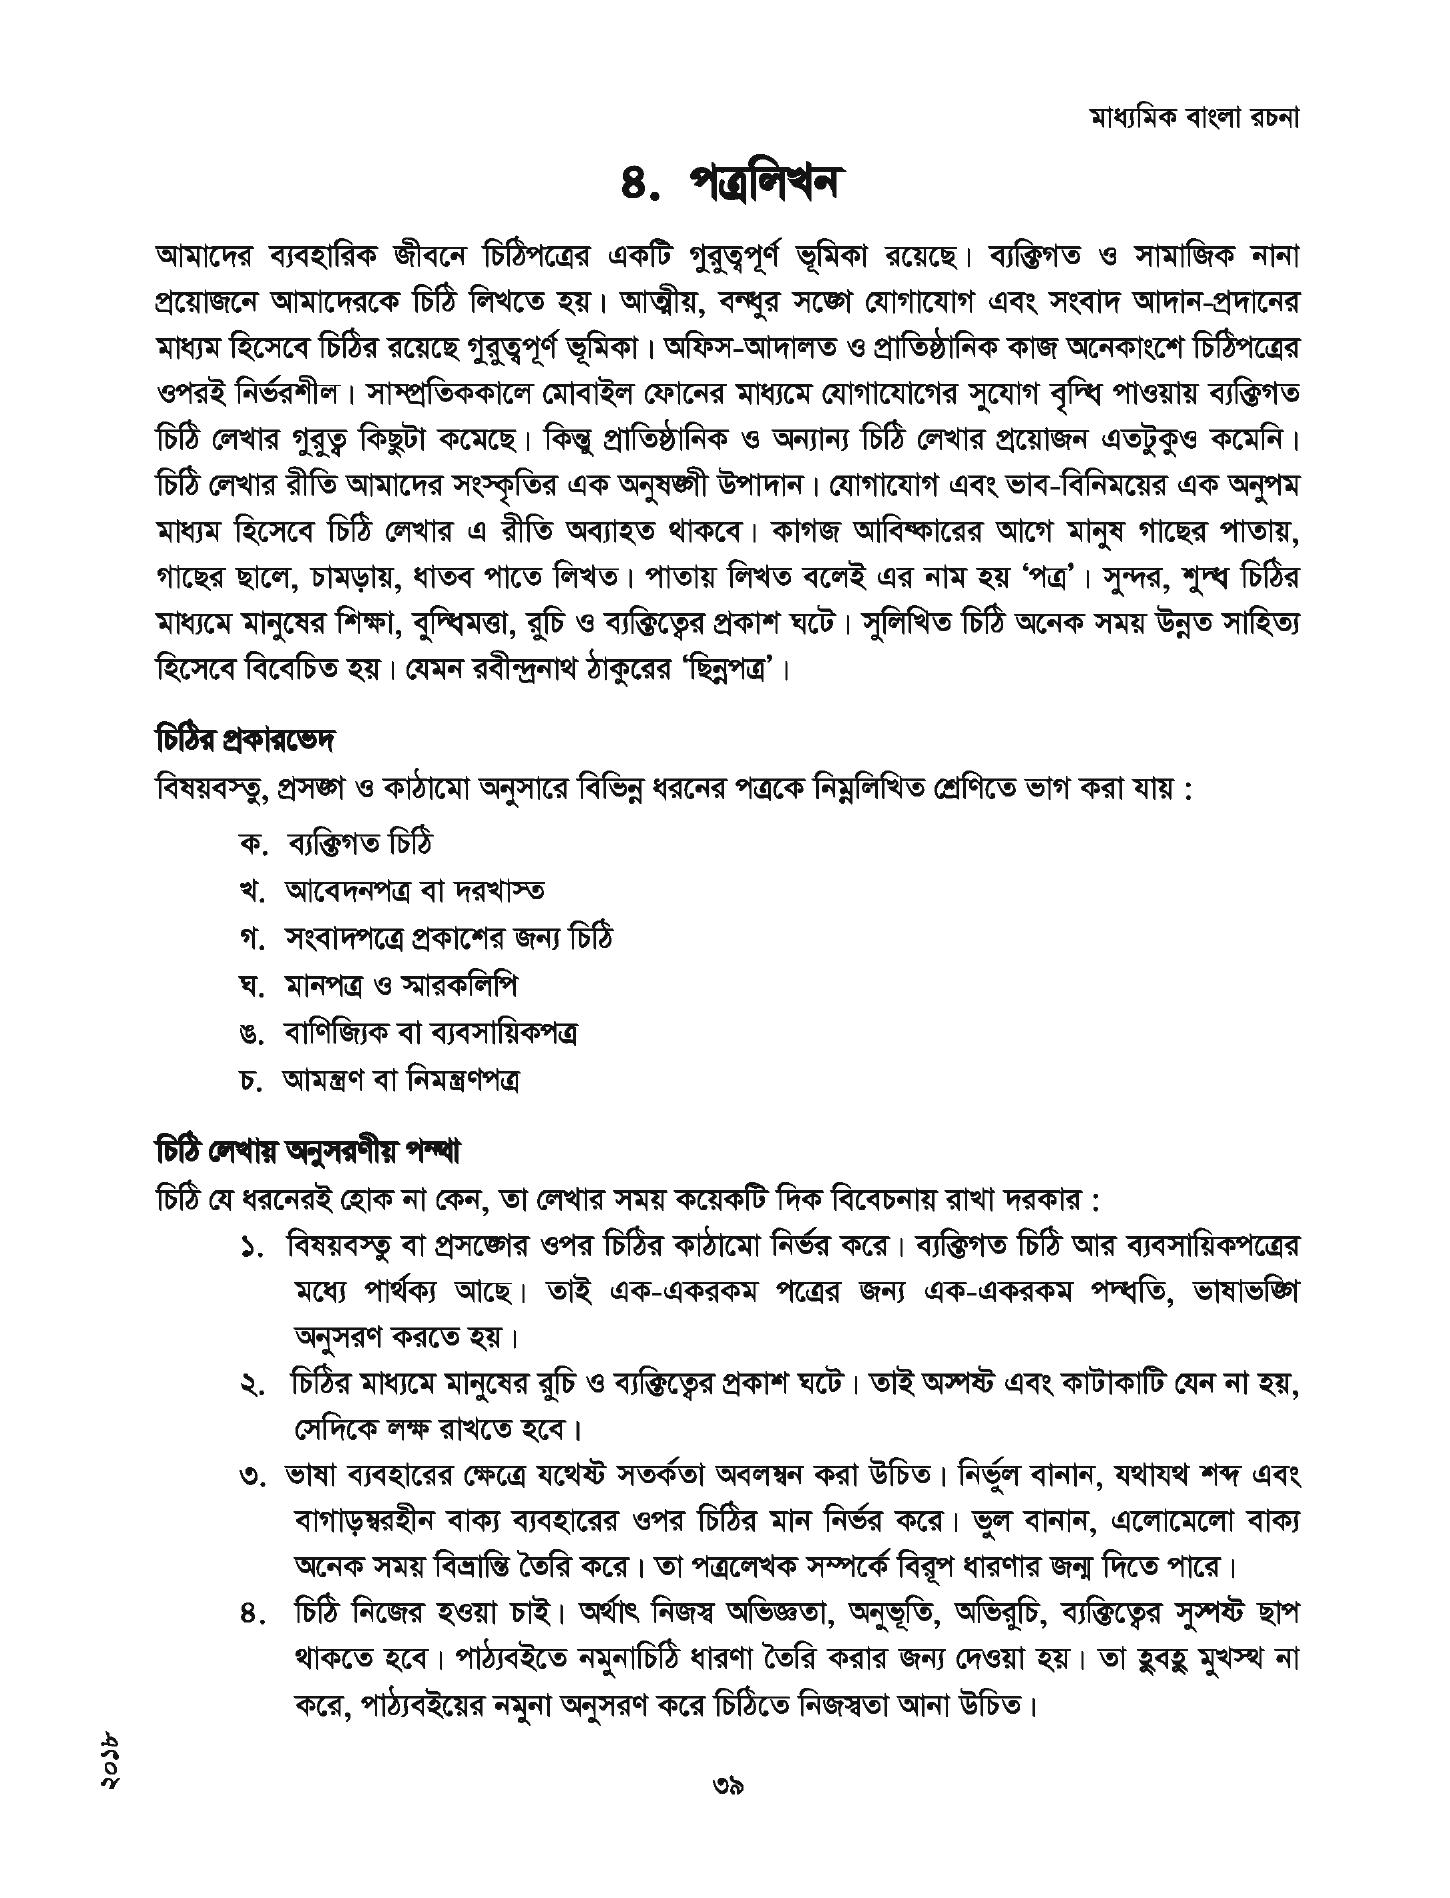 মাধ্যমিক বাংলা রচনা
৪. পত্রলিখন
আমাদের ব্যবহারিক জীবনে চিঠিপত্রের একটি গুরুত্বপূর্ণ ভূমিকা রয়েছে। ব্যক্তিগত ও সামাজিক নানা
প্রয়োজনে আমাদেরকে চিঠি লিখতে হয়। আত্মীয়, বন্ধুর সঙ্গে যোগাযোগ এবং সংবাদ আদান-প্রদানের
মাধ্যম হিসেবে চিঠির রয়েছে গুরুত্বপূর্ণ ভূমিকা। অফিস-আদালত ও প্রাতিষ্ঠানিক কাজ অনেকাংশে চিঠিপত্রের
ওপরই নির্ভরশীল। সাম্প্রতিককালে মোবাইল ফোনের মাধ্যমে যোগাযোগের সুযোগ বৃদ্ধি পাওয়ায় ব্যক্তিগত
চিঠি লেখার গুরুত্ব কিছুটা কমেছে। কিন্তু প্রাতিষ্ঠানিক ও অন্যান্য চিঠি লেখার প্রয়োজন এতটুকুও কমেনি।
চিঠি লেখার রীতি আমাদের সংস্কৃতির এক অনুষঙ্গী উপাদান। যোগাযোগ এবং ভাব-বিনিময়ের এক অনুপম
মাধ্যম হিসেবে চিঠি লেখার এ রীতি অব্যাহত থাকবে। কাগজ আবিষ্কারের আগে মানুষ গাছের পাতায়,
গাছের ছালে, চামড়ায়, ধাতব পাতে লিখত। পাতায় লিখত বলেই এর নাম হয় ‘পত্র’। সুন্দর, শুদ্ধ চিঠির
মাধ্যমে মানুষের শিক্ষা, বুদ্ধিমত্তা, রুচি ও ব্যক্তিত্বের প্রকাশ ঘটে। সুলিখিত চিঠি অনেক সময় উন্নত সাহিত্য
হিসেবে বিবেচিত হয়। যেমন রবীন্দ্রনাথ ঠাকুরের ‘ছিন্নপত্র’।
চিঠির প্রকারভেদ
বিষয়বস্তু, প্রসঙ্গ ও কাঠামো অনুসারে বিভিন্ন ধরনের পত্রকে নিম্নলিখিত শ্রেণিতে ভাগ করা যায় :
ক. ব্যক্তিগত চিঠি
খ. আবেদনপত্র বা দরখাস্ত
গ. সংবাদপত্রে প্রকাশের জন্য চিঠি
ঘ. মানপত্র ও স্মারকলিপি
ঙ. বাণিজ্যিক বা ব্যবসায়িকপত্র
চ. আমন্ত্রণ বা নিমন্ত্রণপত্র
চিঠি লেখায় অনুসরণীয় পন্থা
চিঠি যে ধরনেরই হোক না কেন, তা লেখার সময় কয়েকটি দিক বিবেচনায় রাখা দরকার :
১. বিষয়বস্তু বা প্রসঙ্গের ওপর চিঠির কাঠামো নির্ভর করে। ব্যক্তিগত চিঠি আর ব্যবসায়িকপত্রের
মধ্যে পার্থক্য আছে। তাই এক-একরকম পত্রের জন্য এক-একরকম পদ্ধতি, ভাষাভঙ্গি
অনুসরণ করতে হয়।
২. চিঠির মাধ্যমে মানুষের রুচি ও ব্যক্তিত্বের প্রকাশ ঘটে। তাই অস্পষ্ট এবং কাটাকাটি যেন না হয়,
সেদিকে লক্ষ রাখতে হবে।
৩. ভাষা ব্যবহারের ক্ষেত্রে যথেষ্ট সতর্কতা অবলম্বন করা উচিত। নির্ভুল বানান, যথাযথ শব্দ এবং
বাগাড়ম্বরহীন বাক্য ব্যবহারের ওপর চিঠির মান নির্ভর করে। ভুল বানান, এলোমেলো বাক্য
অনেক সময় বিভ্রান্তি তৈরি করে। তা পত্রলেখক সম্পর্কে বিরূপ ধারণার জন্ম দিতে পারে।
৪. চিঠি নিজের হওয়া চাই। অর্থাৎ নিজস্ব অভিজ্ঞতা, অনুভূতি, অভিরুচি, ব্যক্তিত্বের সুস্পষ্ট ছাপ
থাকতে হবে। পাঠ্যবইতে নমুনাচিঠি ধারণা তৈরি করার জন্য দেওয়া হয়। তা হুবহু মুখস্থ না
করে, পাঠ্যবইয়ের নমুনা অনুসরণ করে চিঠিতে নিজস্বতা আনা উচিত।
২০১৮
৩৯